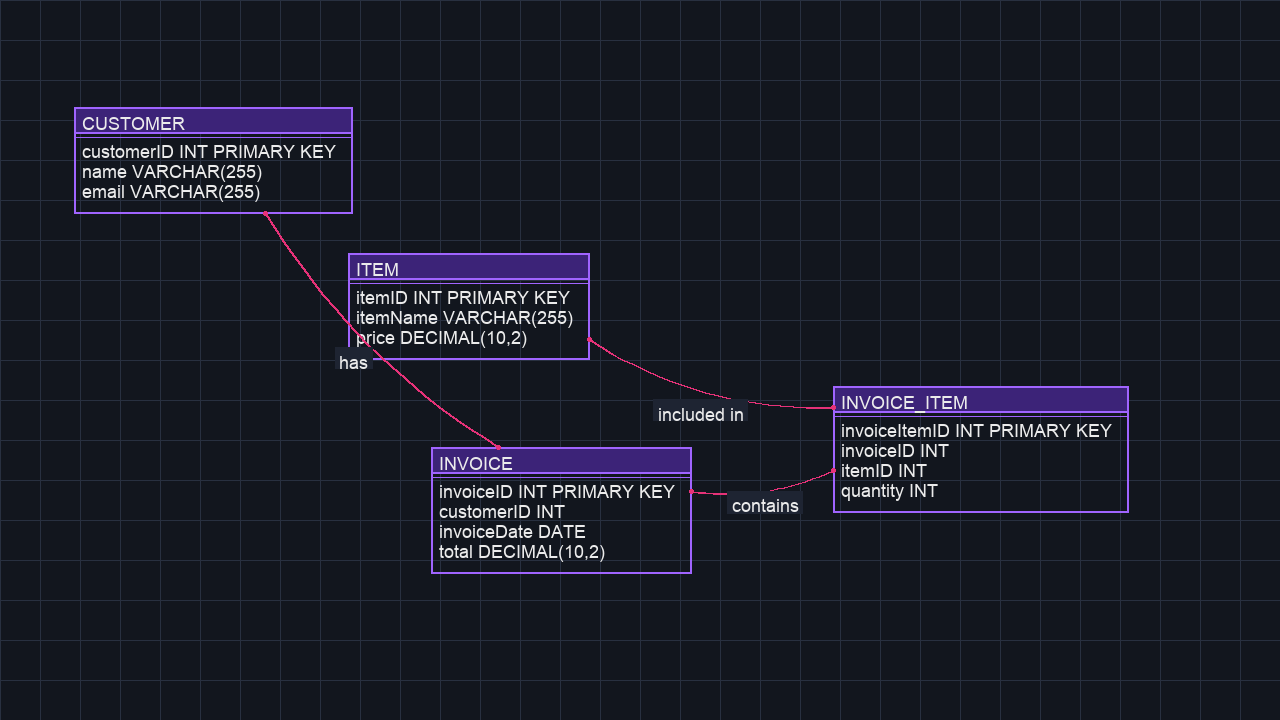 CUSTOMER
customerID INT PRIMARY KEY
name VARCHAR(255)
email VARCHAR(255)
ITEM
itemID INT PRIMARY KEY
itemName VARCHAR(255)
price DECIMAL(10,2)
has
included in
INVOICE_ITEM
invoiceItemID INT PRIMARY KEY
invoiceID INT
itemID INT
quantity INT
INVOICE
invoiceID INT PRIMARY KEY
customerID INT
invoiceDate DATE
total DECIMAL(10,2)
contains